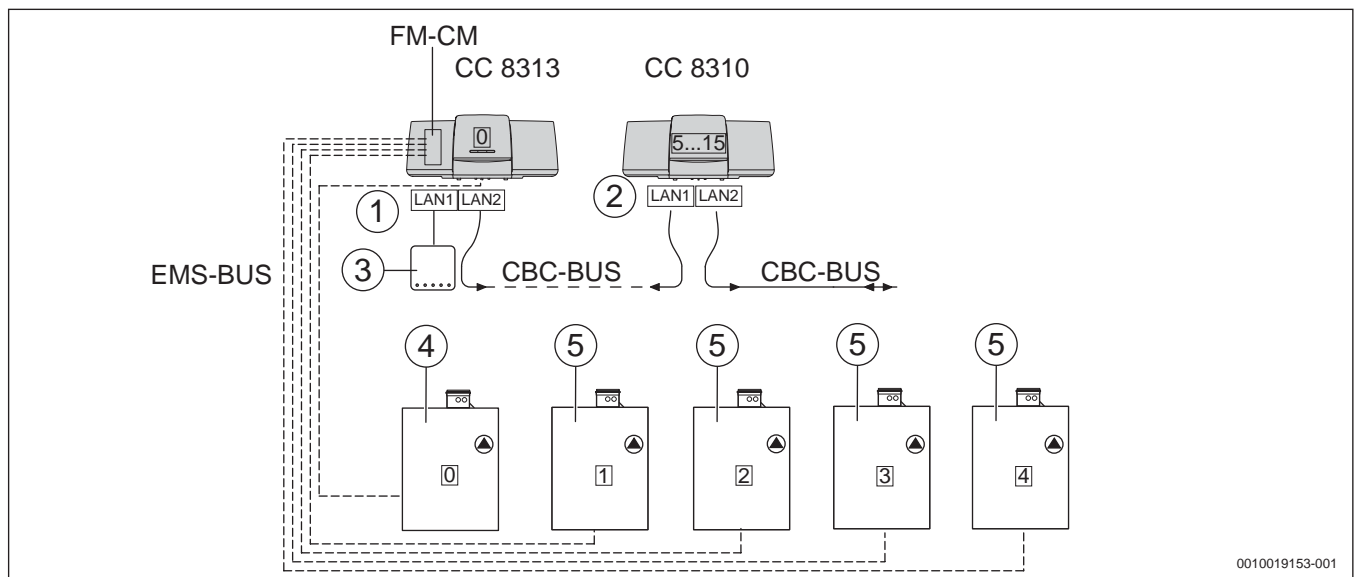 FM-CM
CC 8313 CC 8310
0 5...15
1 LAN1 LAN2 2 LAN1 LAN2
EMS-BUS 3 CBC-BUS CBC-BUS
4 5 5 5 5
0 1 2 3 4
0010019153-001